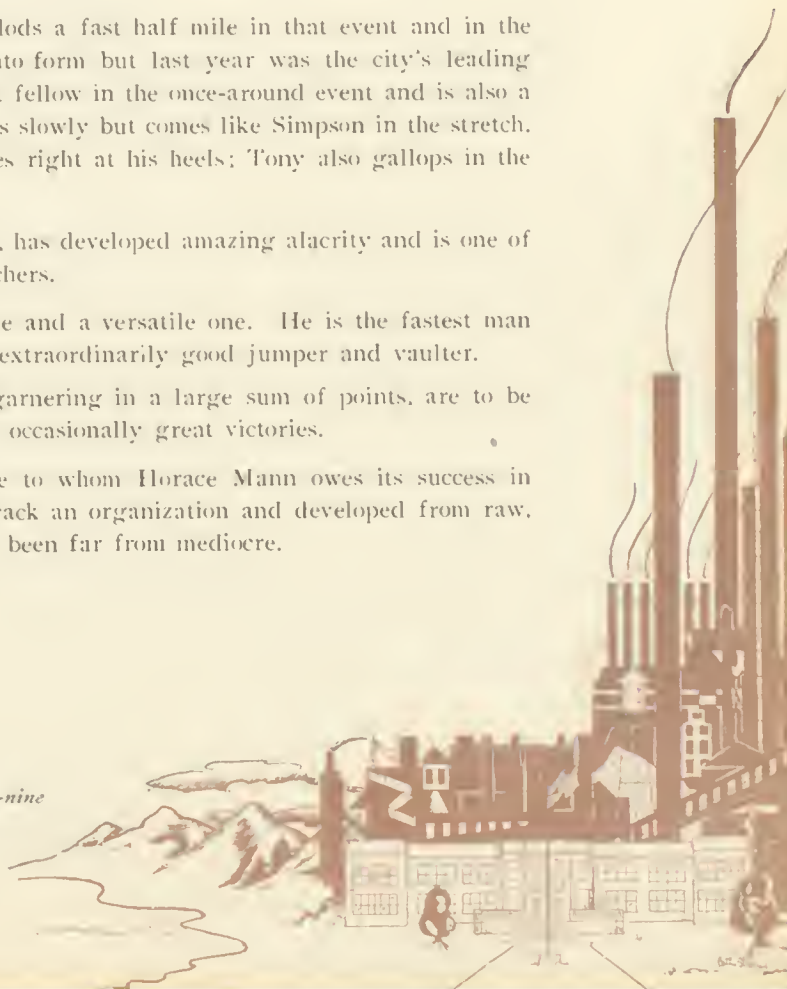 lods a fast half mile in that event and in the
to form but last year was the city's leading
fellow in the once-around event and is also a
s slowly but comes like Simpson in the stretch.
es right at his heels; Tony also gallops in the
, has developed amazing alacrity and is one of
chers.
e and a versatile one. He is the fastest man
extraordinarily good jumper and vaulter.
garnering in a large sum of points, are to be
occasionally great victories.
e to whom Horace Mann owes its success in
rack an organization and developed from raw,
been far from mediocre.
-nine